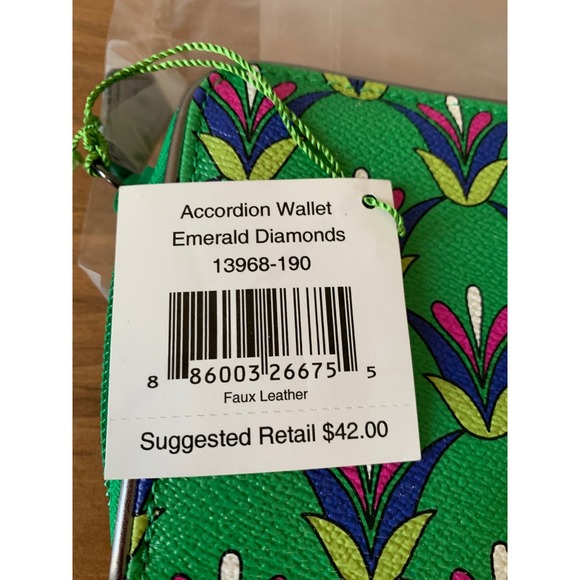 Accordion Wallet
Emerald Diamonds
13968-190
8 86003 26675 5
Faux Leather
Suggested Retail $42.00